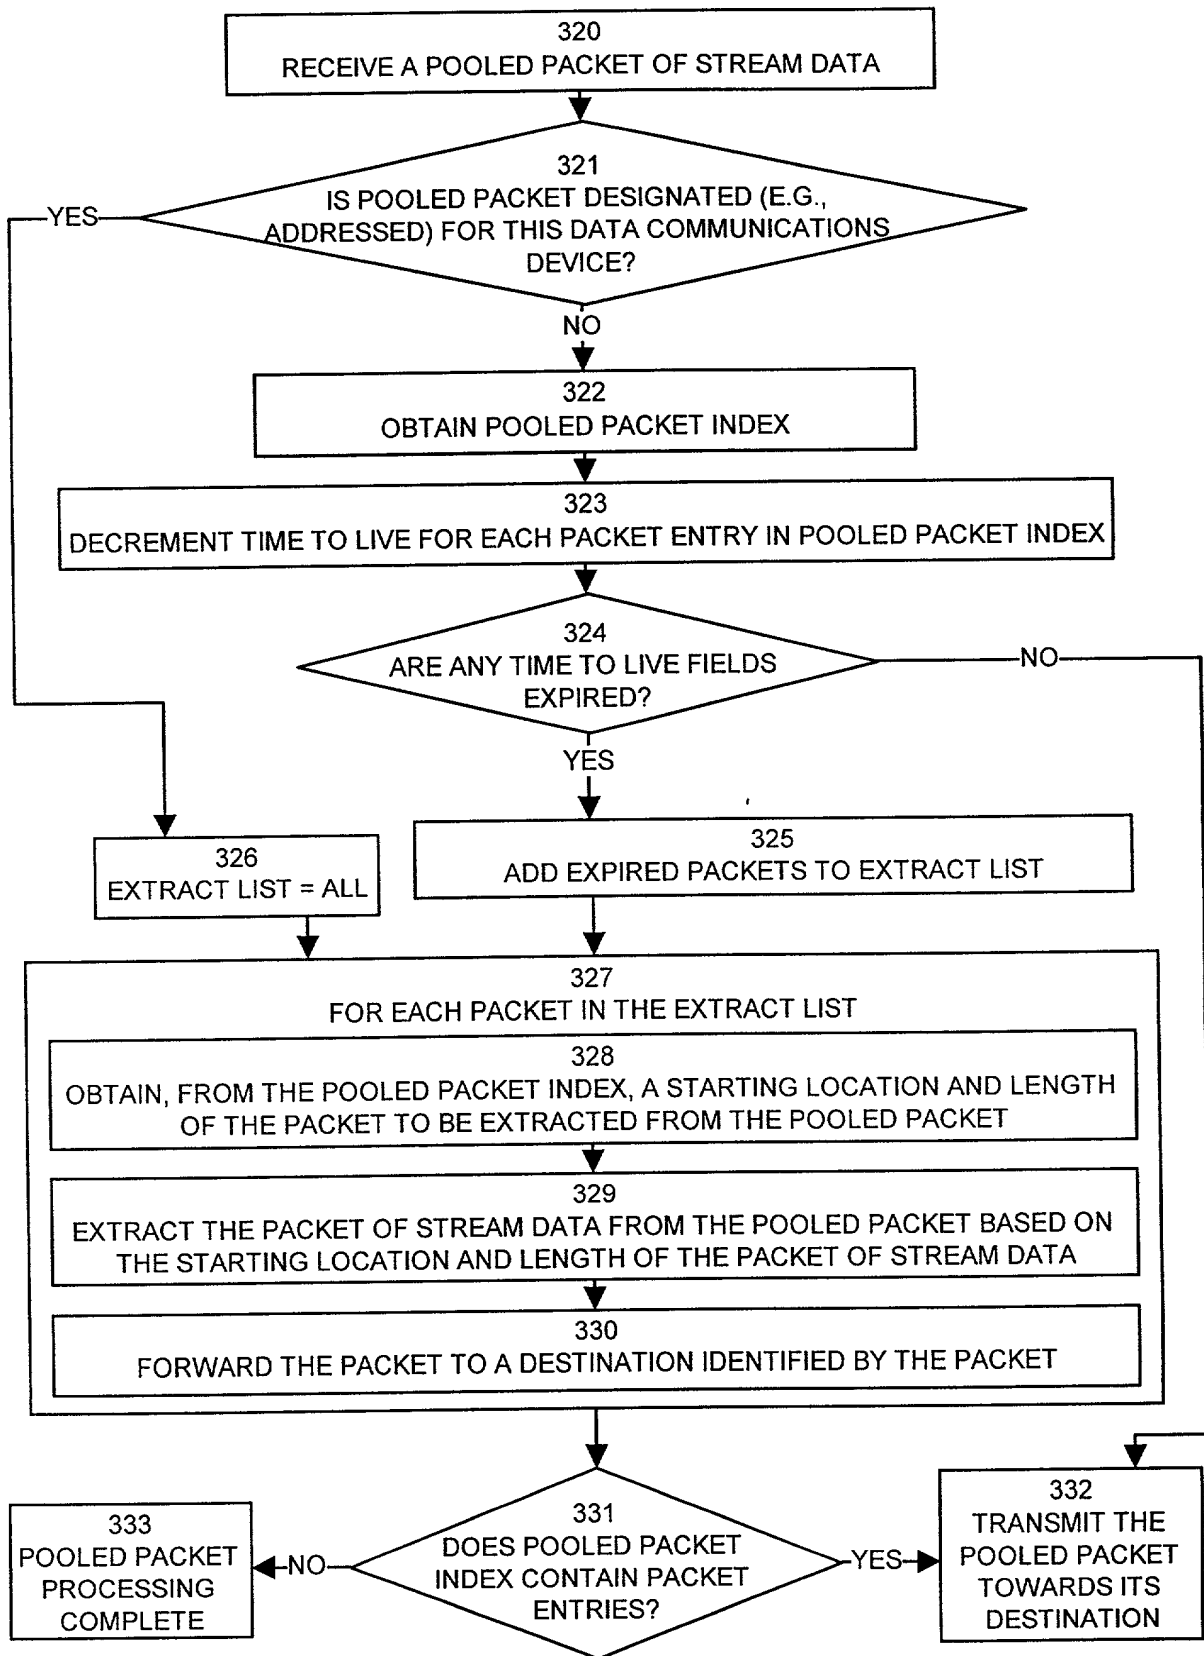 320
RECEIVE A POOLED PACKET OF STREAM DATA
321
IS POOLED PACKET DESIGNATED (E.G.,
ADDRESSED) FOR THIS DATA COMMUNICATIONS
DEVICE?
YES
NO
322
OBTAIN POOLED PACKET INDEX
323
DECREMENT TIME TO LIVE FOR EACH PACKET ENTRY IN POOLED PACKET INDEX
324
ARE ANY TIME TO LIVE FIELDS
EXPIRED?
NO
YES
325
ADD EXPIRED PACKETS TO EXTRACT LIST
326
EXTRACT LIST = ALL
327
FOR EACH PACKET IN THE EXTRACT LIST
328
OBTAIN, FROM THE POOLED PACKET INDEX, A STARTING LOCATION AND LENGTH
OF THE PACKET TO BE EXTRACTED FROM THE POOLED PACKET
329
EXTRACT THE PACKET OF STREAM DATA FROM THE POOLED PACKET BASED ON
THE STARTING LOCATION AND LENGTH OF THE PACKET OF STREAM DATA
330
FORWARD THE PACKET TO A DESTINATION IDENTIFIED BY THE PACKET
331
DOES POOLED PACKET
INDEX CONTAIN PACKET
ENTRIES?
NO
YES
333
POOLED PACKET
PROCESSING
COMPLETE
332
TRANSMIT THE
POOLED PACKET
TOWARDS ITS
DESTINATION